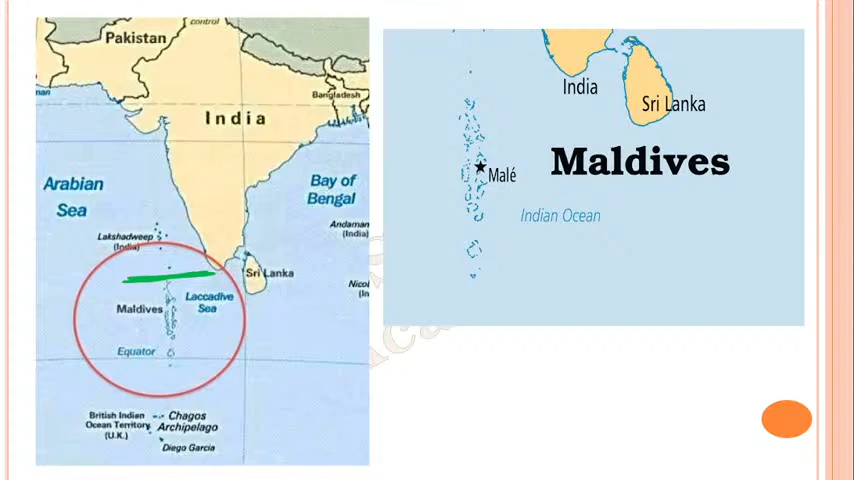 control
Pakistan
Bangladesh
India
Arabian
Sea
Bay of
Bengal
Lakshadweep
(India)
Andaman
(India)
Sri Lanka
Nicol
(In
Laccadive
Sea
Maldives
Equator
British Indian
Ocean Territory
(U.K.)
Chagos
Archipelago
Diego Garcia
India
Sri Lanka
Maldives
Malé
Indian Ocean